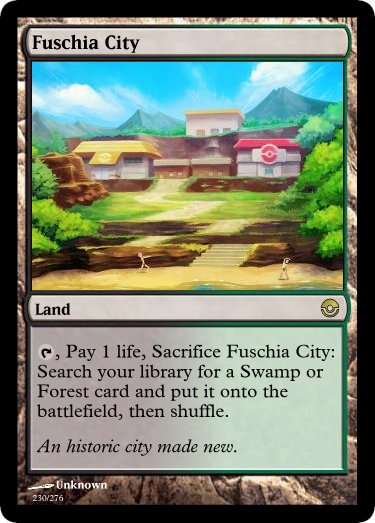 Fuschia City
Land
, Pay 1 life, Sacrifice Fuschia City:
Search your library for a Swamp or
Forest card and put it onto the
battlefield, then shuffle.
An historic city made new.
Unknown
230/276